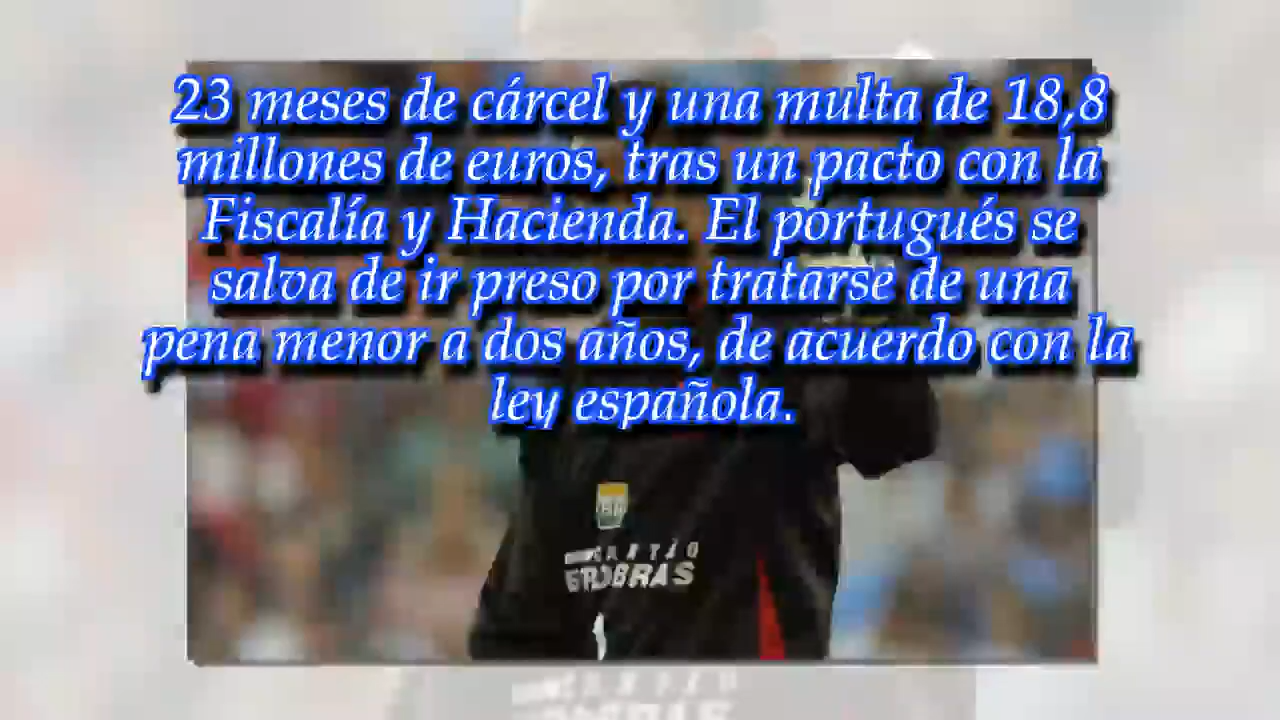 23 meses de cárcel y una multa de 18,8
millones de euros, tras un pacto con la
Fiscalía y Hacienda. El portugués se
salva de ir preso por tratarse de una
pena menor a dos años, de acuerdo con la
ley española.